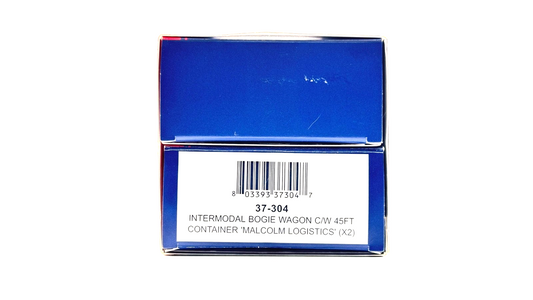 8 03393 37304 7
37-304
INTERMODAL BOGIE WAGON C/W 45FT
CONTAINER 'MALCOLM LOGISTICS' (X2)